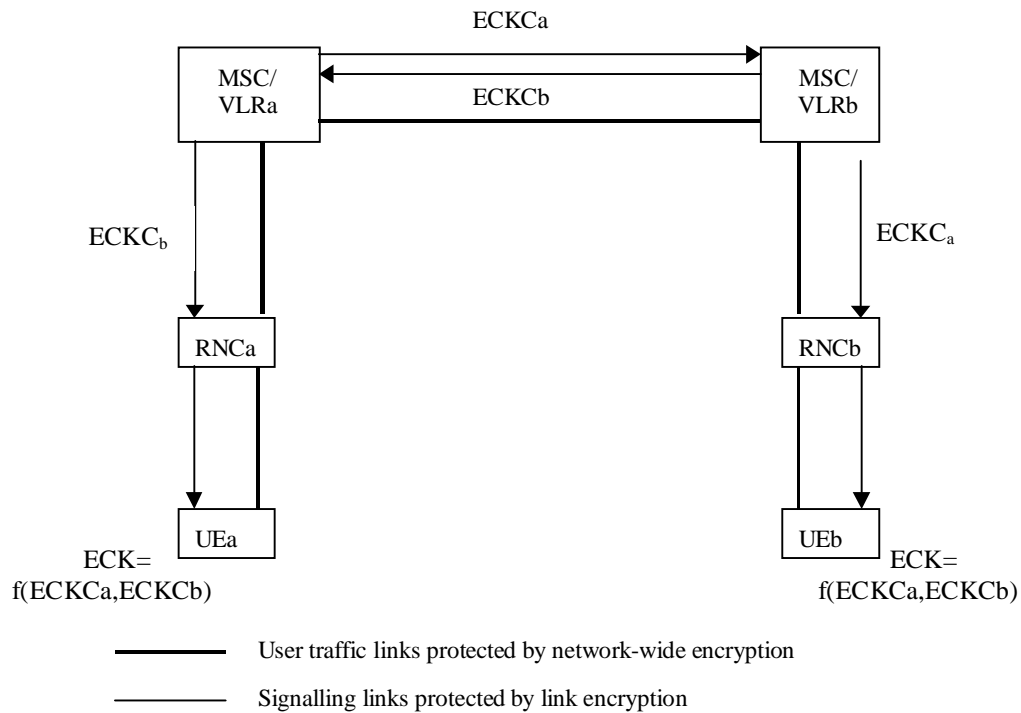 ECKCa
MSC/
VLRa
MSC/
VLRb
ECKCb
ECKC_b
ECKC_a
RNCa
RNCb
UEa
UEb
ECK=
f(ECKCa,ECKCb)
ECK=
f(ECKCa,ECKCb)
User traffic links protected by network-wide encryption
Signalling links protected by link encryption